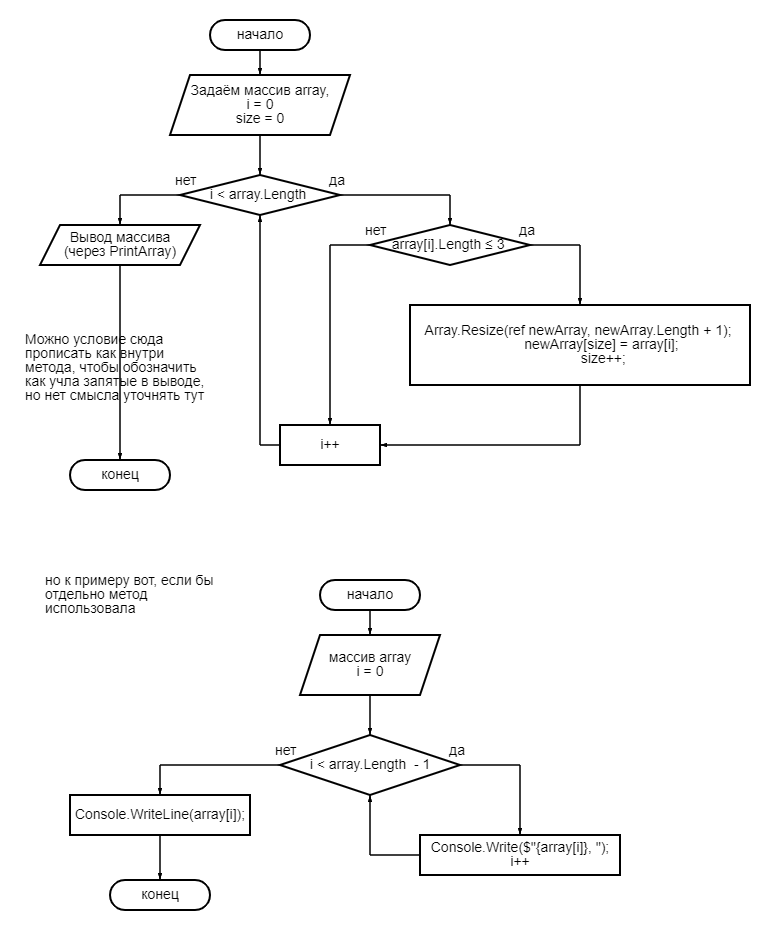 начало
Задаём массив array,
i = 0
size = 0
нет
i < array.Length
да
Вывод массива
(через PrintArray)
нет
array[i].Length ≤ 3
да
Array.Resize(ref newArray, newArray.Length + 1);
newArray[size] = array[i];
size++;
Можно условие сюда
прописать как внутри
метода, чтобы обозначить
как учла запятые в выводе,
но нет смысла уточнять тут
i++
конец
но к примеру вот, если бы
отдельно метод
использовала
начало
массив array
i = 0
нет
i < array.Length - 1
да
Console.WriteLine(array[i]);
Console.Write($"{array[i]}, ");
i++
конец